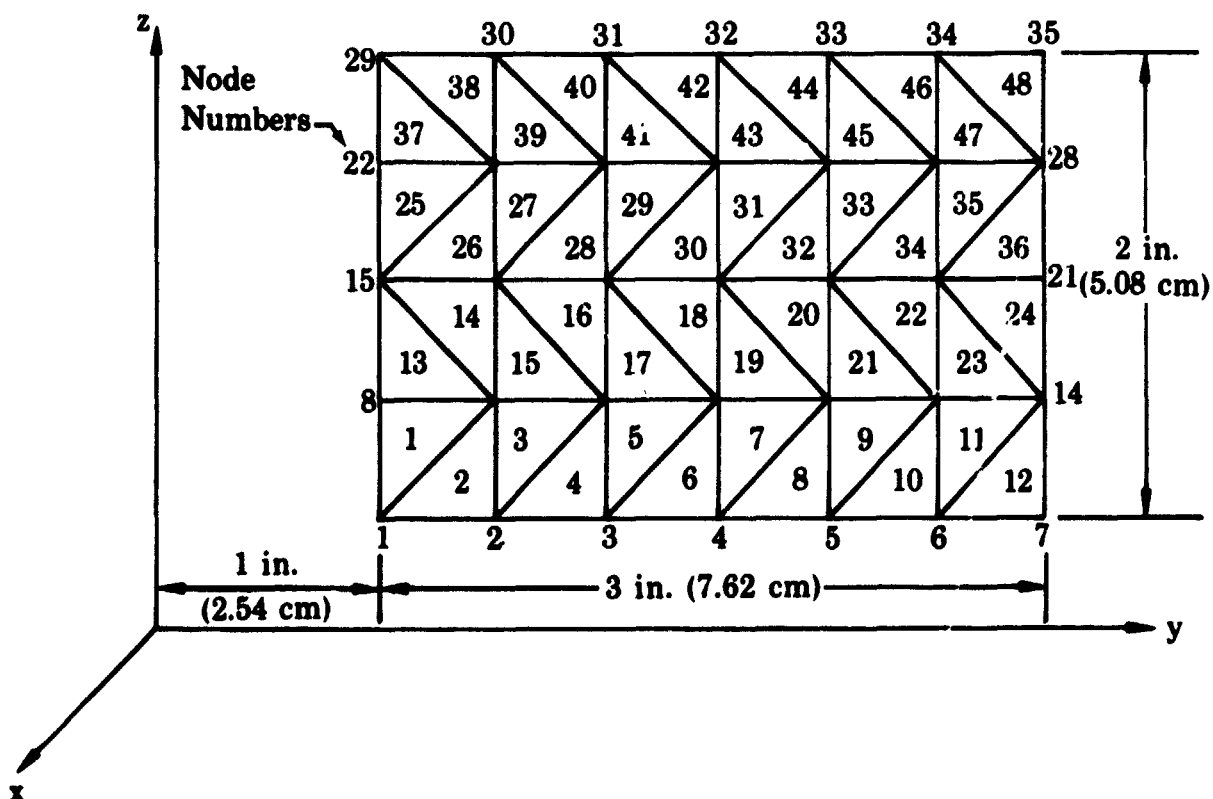 z
30 31 32 33 34 35
29
Node
Numbers
38 40 42 44 46 48
37 39 41 43 45 47
22 28
25 27 29 31 33 35
26 28 30 32 34 36
2 in.
(5.08 cm)
15 21
14 16 18 20 22 24
13 15 17 19 21 23
8 14
1 3 5 7 9 11
2 4 6 8 10 12
1 2 3 4 5 6 7
1 in.
(2.54 cm)
3 in. (7.62 cm)
y
x